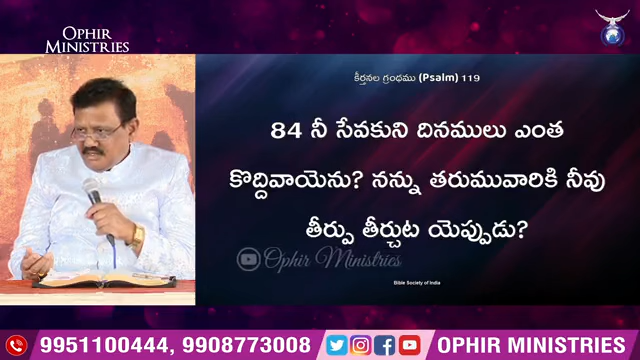 OPHIR
MINISTRIES
కీర్తనల గ్రంథము (Psalm) 119
84 నీ సేవకుని దినములు ఎంత
కొద్దివాయెను? నన్ను తరుమువారికి నీవు
తీర్పు తీర్చుట యెప్పుడు?
Ophir Ministries
Bible Society of India
9951100444, 9908773008
OPHIR MINISTRIES